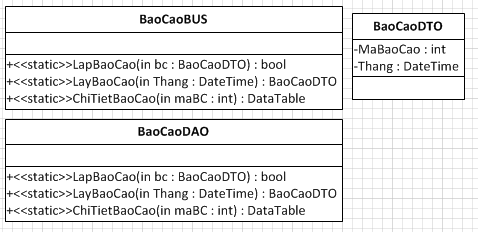 BaoCaoBUS
+<<static>>LapBaoCao(in bc : BaoCaoDTO) : bool
+<<static>>LayBaoCao(in Thang : DateTime) : BaoCaoDTO
+<<static>>ChiTietBaoCao(in maBC : int) : DataTable
BaoCaoDTO
-MaBaoCao : int
-Thang : DateTime
BaoCaoDAO
+<<static>>LapBaoCao(in bc : BaoCaoDTO) : bool
+<<static>>LayBaoCao(in Thang : DateTime) : BaoCaoDTO
+<<static>>ChiTietBaoCao(in maBC : int) : DataTable